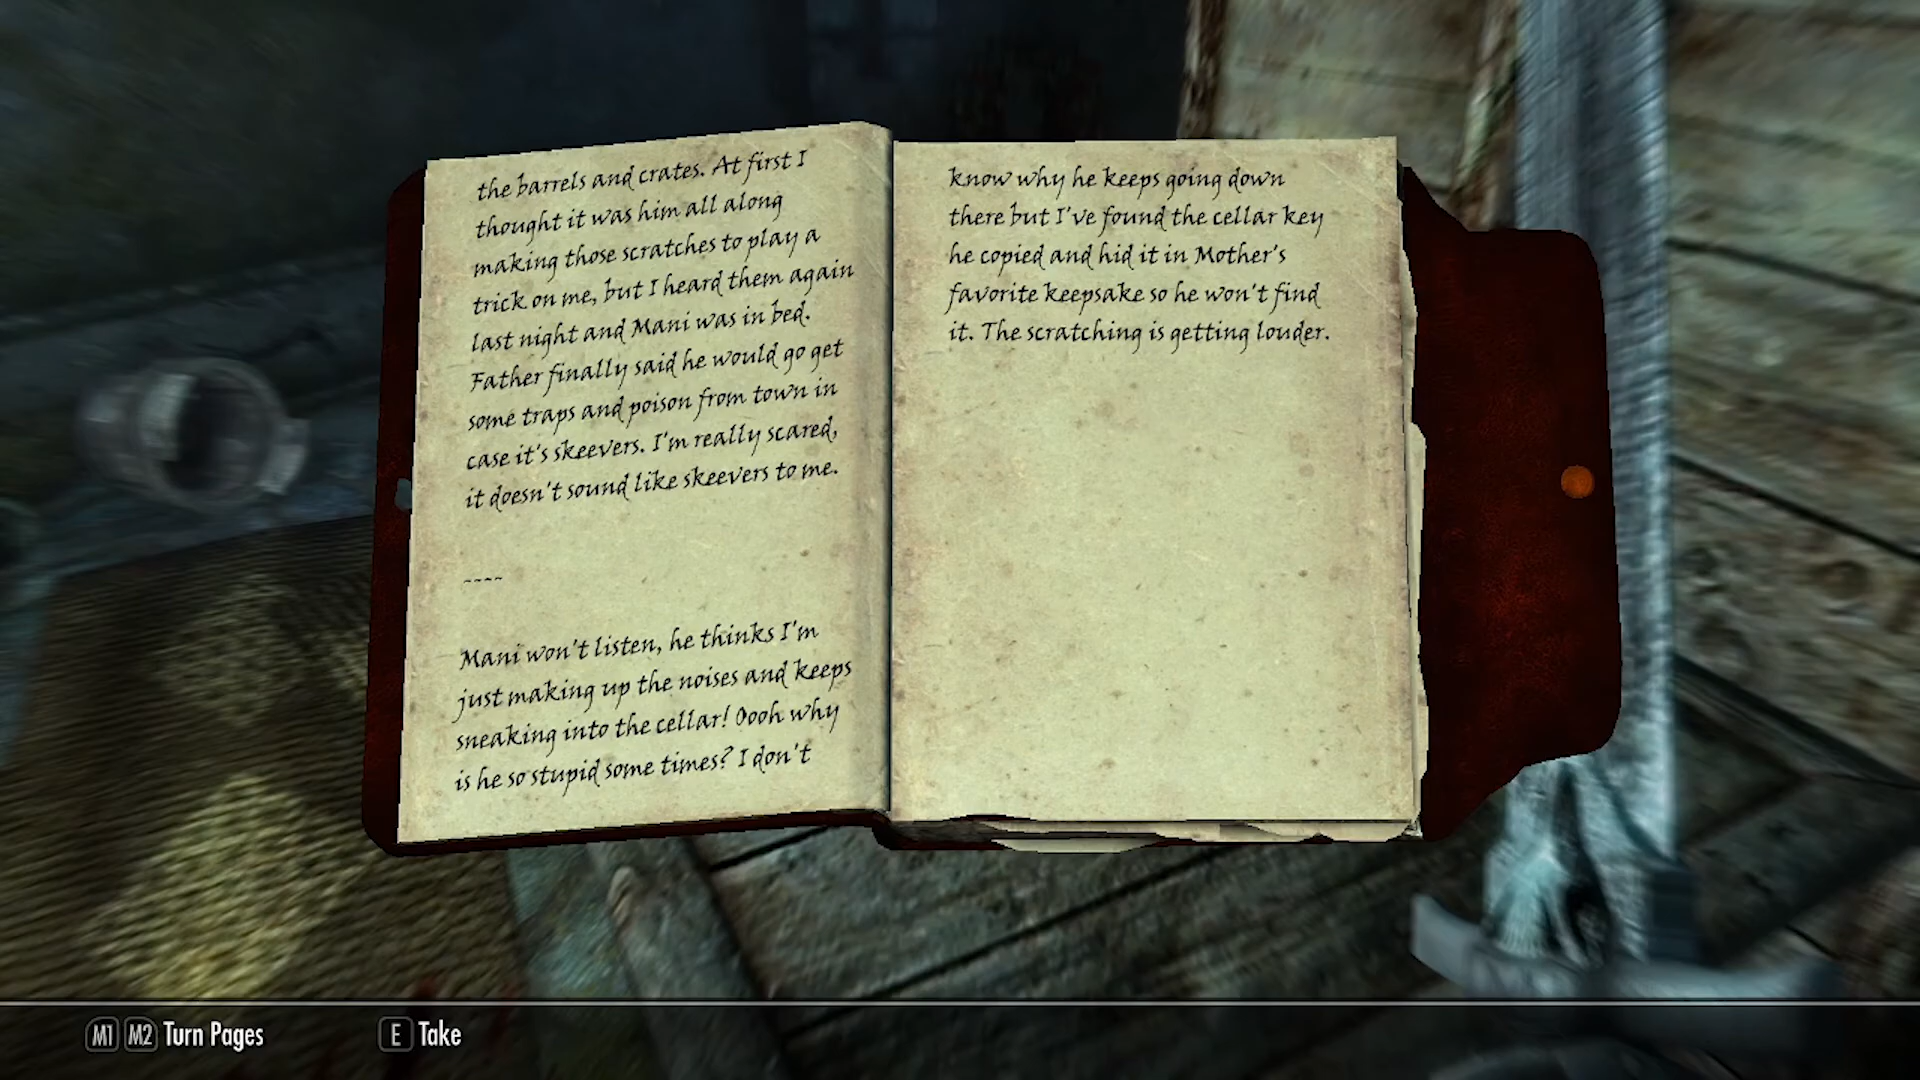 the barrels and crates. At first I
thought it was him all along
making those scratches to play a
trick on me, but I heard them again
last night and Mani was in bed.
Father finally said he would go get
some traps and poison from town in
case it's skeevers. I'm really scared,
it doesn't sound like skeevers to me.
~~~~
Mani won't listen, he thinks I'm
just making up the noises and keeps
sneaking into the cellar! Oooh why
is he so stupid some times? I don't
know why he keeps going down
there but I've found the cellar key
he copied and hid it in Mother's
favorite keepsake so he won't find
it. The scratching is getting louder.
M1 M2 Turn Pages
E Take